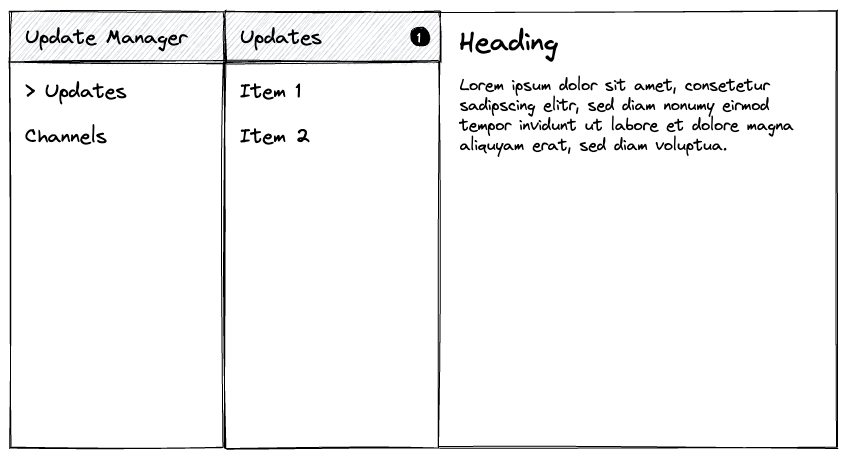 Update Manager
> Updates
Channels
Updates
1
Item 1
Item 2
Heading
Lorem ipsum dolor sit amet, consetetur
sadipscing elitr, sed diam nonumy eirmod
tempor invidunt ut labore et dolore magna
aliquyam erat, sed diam voluptua.